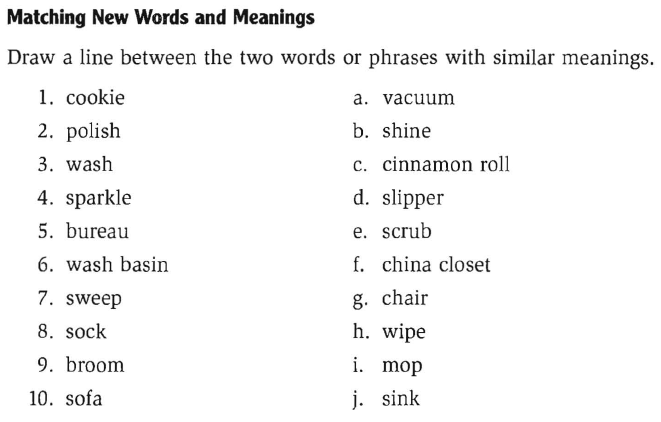 Matching New Words and Meanings
Draw a line between the two words or phrases with similar meanings.
1. cookie a. vacuum
2. polish b. shine
3. wash c. cinnamon roll
4. sparkle d. slipper
5. bureau e. scrub
6. wash basin f. china closet
7. sweep g. chair
8. sock h. wipe
9. broom i. mop
10. sofa j. sink